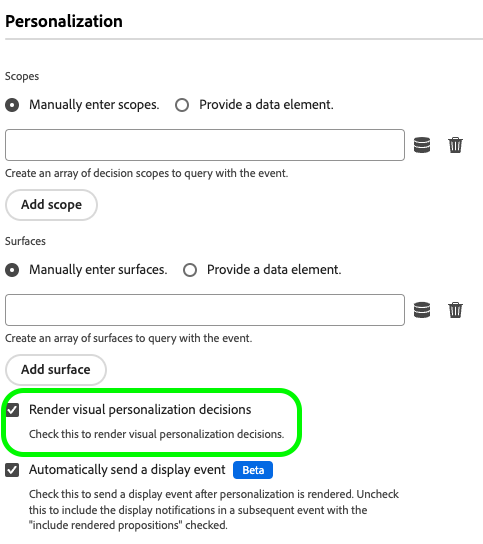 Personalization
Scopes
Manually enter scopes. Provide a data element.
Create an array of decision scopes to query with the event.
Add scope
Surfaces
Manually enter surfaces. Provide a data element.
Create an array of surfaces to query with the event.
Add surface
Render visual personalization decisions
Check this to render visual personalization decisions.
Automatically send a display event Beta
Check this to send a display event after personalization is rendered. Uncheck
this to include the display notifications in a subsequent event with the
"include rendered propositions" checked.